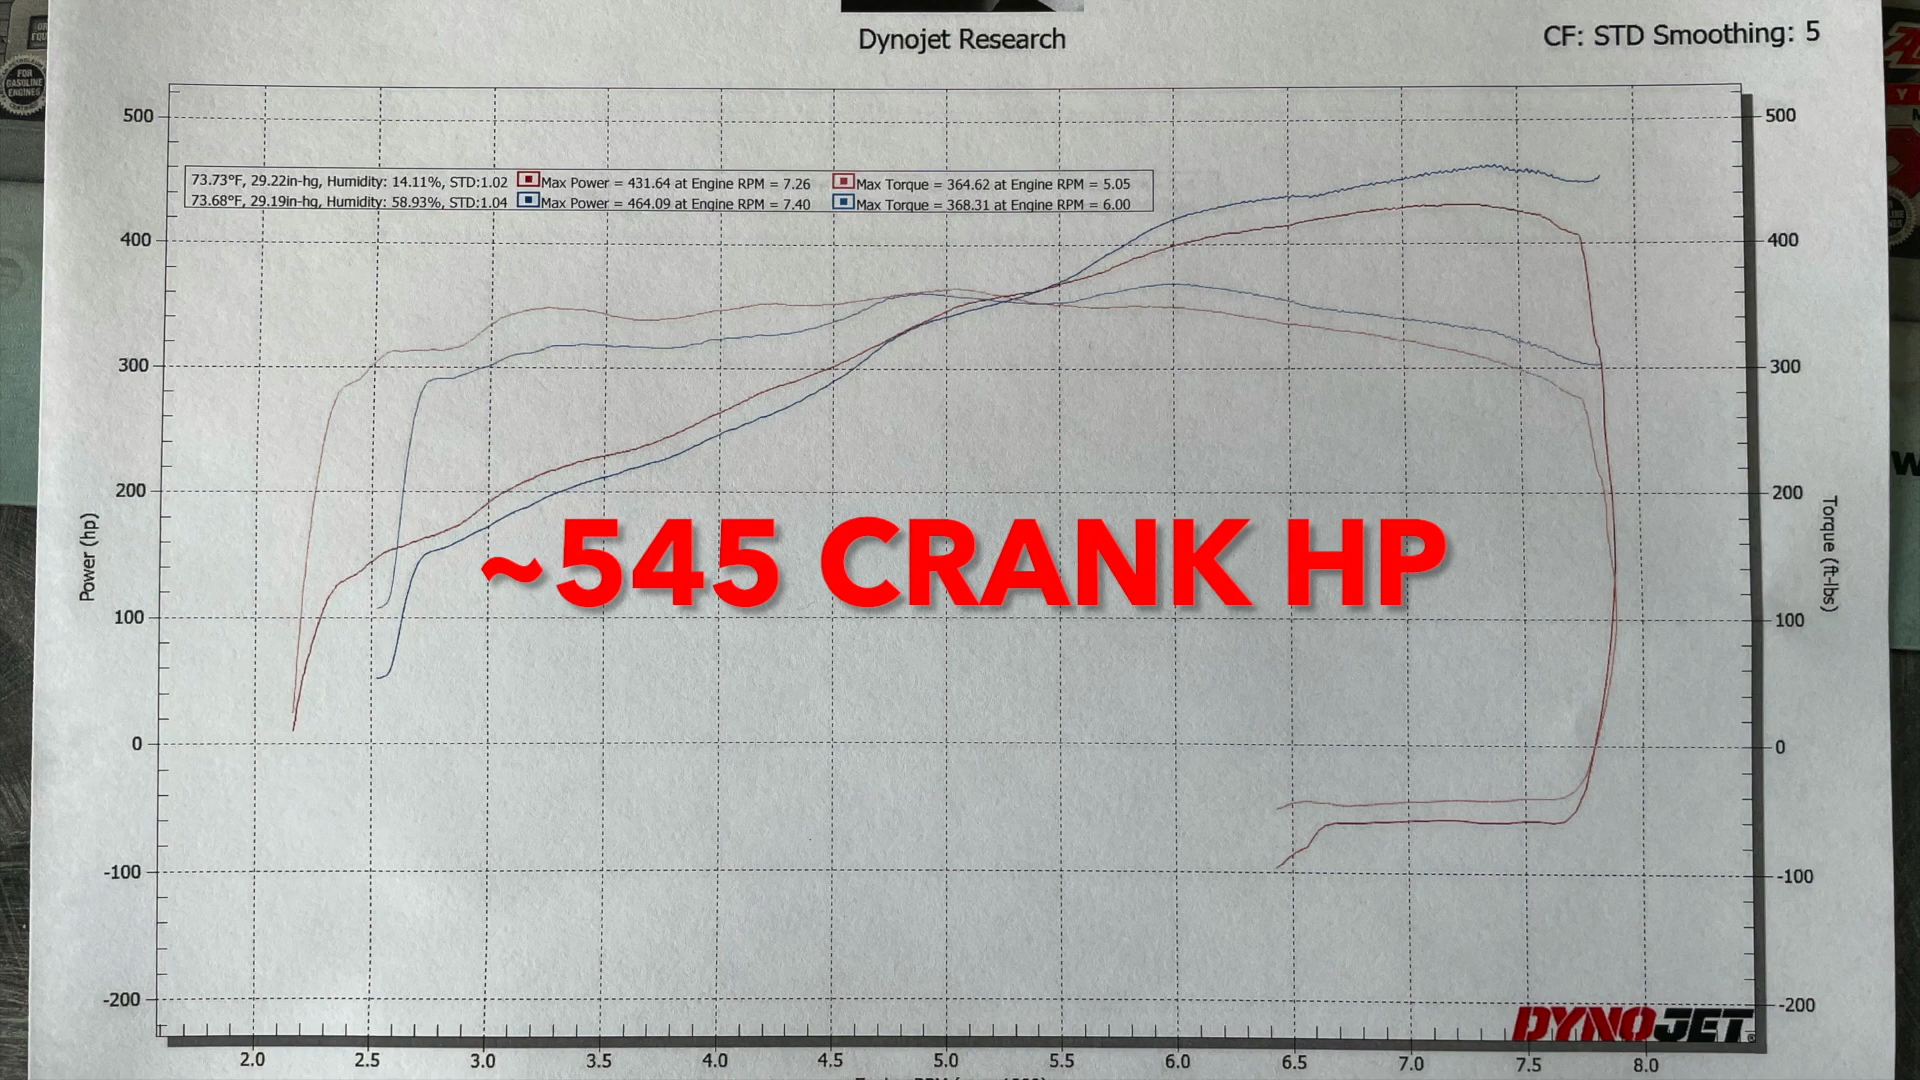 Dynojet Research
CF: STD Smoothing: 5
73.73°F, 29.22in-hg, Humidity: 14.11%, STD:1.02 Max Power = 431.64 at Engine RPM = 7.26 Max Torque = 364.62 at Engine RPM = 5.05
73.68°F, 29.19in-hg, Humidity: 58.93%, STD:1.04 Max Power = 464.09 at Engine RPM = 7.40 Max Torque = 368.31 at Engine RPM = 6.00
500 500
400 400
300 300
200 200
100 100
0 0
-100 -100
-200 -200
Power (hp)
Torque (ft-lbs)
~545 CRANK HP
DYNOJET
2.0 2.5 3.0 3.5 4.0 4.5 5.0 5.5 6.0 6.5 7.0 7.5 8.0
FOR
GASOLINE
ENGINES
W